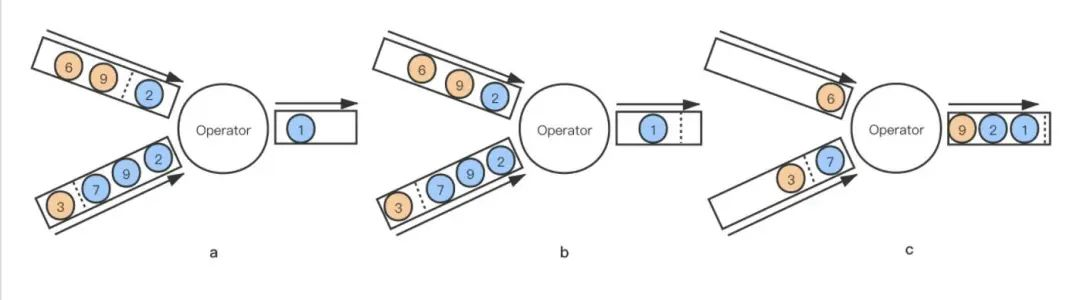 6 9 2
Operator
1
3 7 9 2
a
6 9 2
Operator
1
3 7 9 2
b
6
Operator
9 2 1
3 7
c